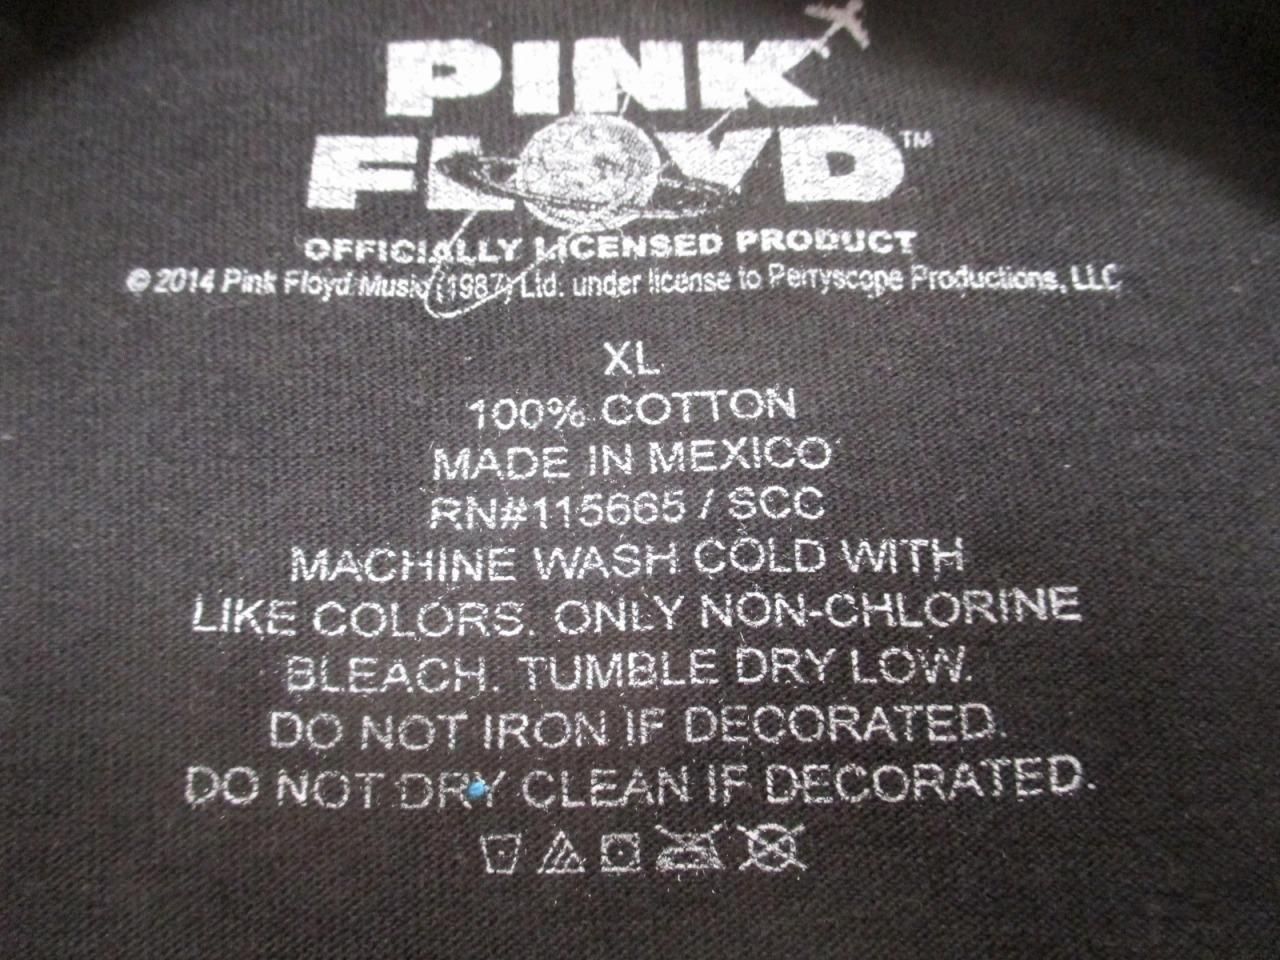 PINK
FLOYD™
OFFICIALLY LICENSED PRODUCT
© 2014 Pink Floyd Music (1987) Ltd. under license to Perryscope Productions, LLC
XL
100% COTTON
MADE IN MEXICO
RN#115665 / SCC
MACHINE WASH COLD WITH
LIKE COLORS. ONLY NON-CHLORINE
BLEACH. TUMBLE DRY LOW.
DO NOT IRON IF DECORATED.
DO NOT DRY CLEAN IF DECORATED.